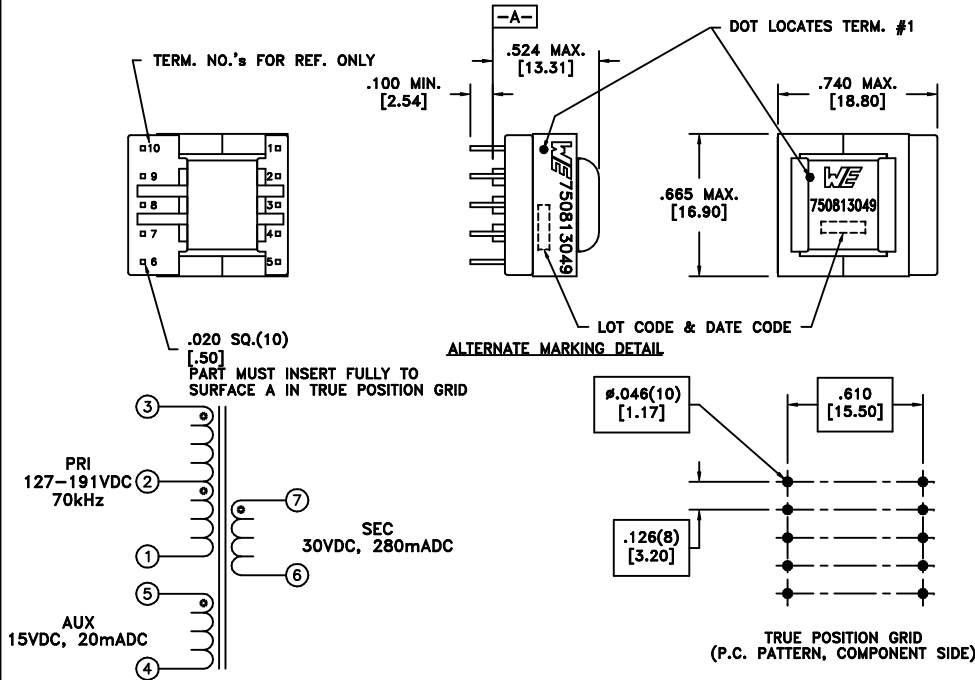 -A-
DOT LOCATES TERM. #1
TERM. NO.'s FOR REF. ONLY
.524 MAX.
[13.31]
.100 MIN.
[2.54]
.740 MAX.
[18.80]
10
9
8
7
6
1
2
3
4
5
WE 750813049
.665 MAX.
[16.90]
WE
750813049
LOT CODE & DATE CODE
ALTERNATE MARKING DETAIL
.020 SQ.(10)
[.50]
PART MUST INSERT FULLY TO
SURFACE A IN TRUE POSITION GRID
3
PRI
127-191VDC
70kHz
2
1
5
AUX
15VDC, 20mADC
4
7
SEC
30VDC, 280mADC
6
ø.046(10)
[1.17]
.610
[15.50]
.126(8)
[3.20]
TRUE POSITION GRID
(P.C. PATTERN, COMPONENT SIDE)